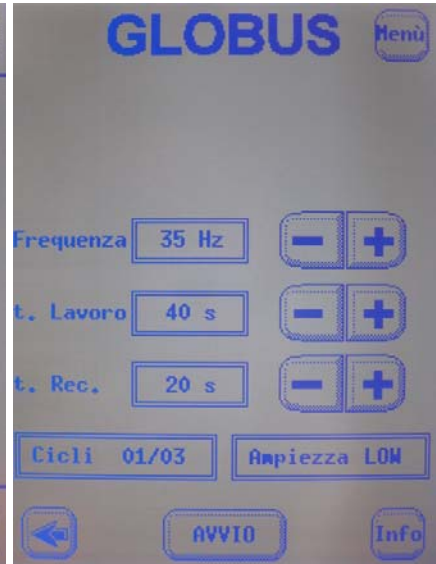 GLOBUS Menù
Frequenza 35 Hz - +
t. Lavoro 40 s - +
t. Rec. 20 s - +
Cicli 01/03 Ampiezza LOW
AVVIO Info